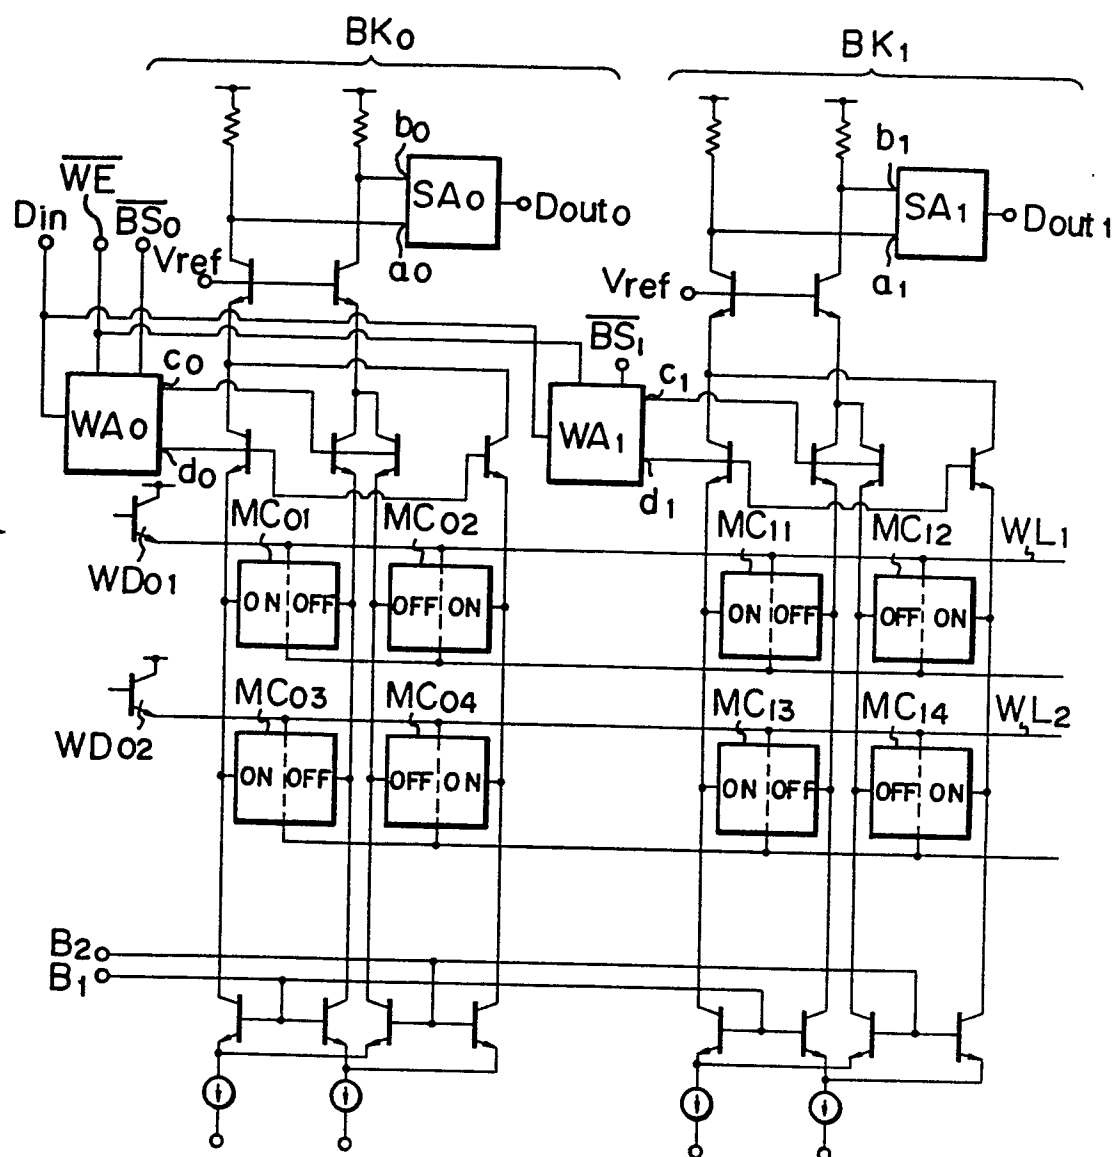 BK0
BK1
b0
b1
WE
SA0
Dout0
SA1
Dout1
Din
BS0
Vref
a0
a1
Vref
BS1
c0
c1
WA0
WA1
d0
d1
MC01
MC02
MC11
MC12
WL1
WD01
ON OFF
OFF ON
ON OFF
OFF ON
MC03
MC04
MC13
MC14
WL2
WD02
ON OFF
OFF ON
ON OFF
OFF ON
B2
B1